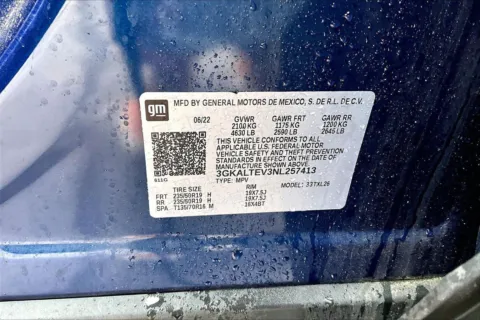 gm
MFD BY GENERAL MOTORS DE MEXICO, S. DE R.L. DE C.V.
06/22 GVWR GAWR FRT GAWR RR
2100 KG 1175 KG 1200 KG
4630 LB 2590 LB 2645 LB
THIS VEHICLE CONFORMS TO ALL
APPLICABLE U.S. FEDERAL MOTOR
VEHICLE SAFETY AND THEFT PREVENTION
STANDARDS IN EFFECT ON THE DATE
OF MANUFACTURE SHOWN ABOVE.
3GKALTEV3NL257413
TYPE: MPV MODEL: 337XL26
TIRE SIZE RIM
FRT 235/50R19 H 19X7.5J
RR 235/50R19 H 19X7.5J
SPA T135/70R16 M 16X4BT